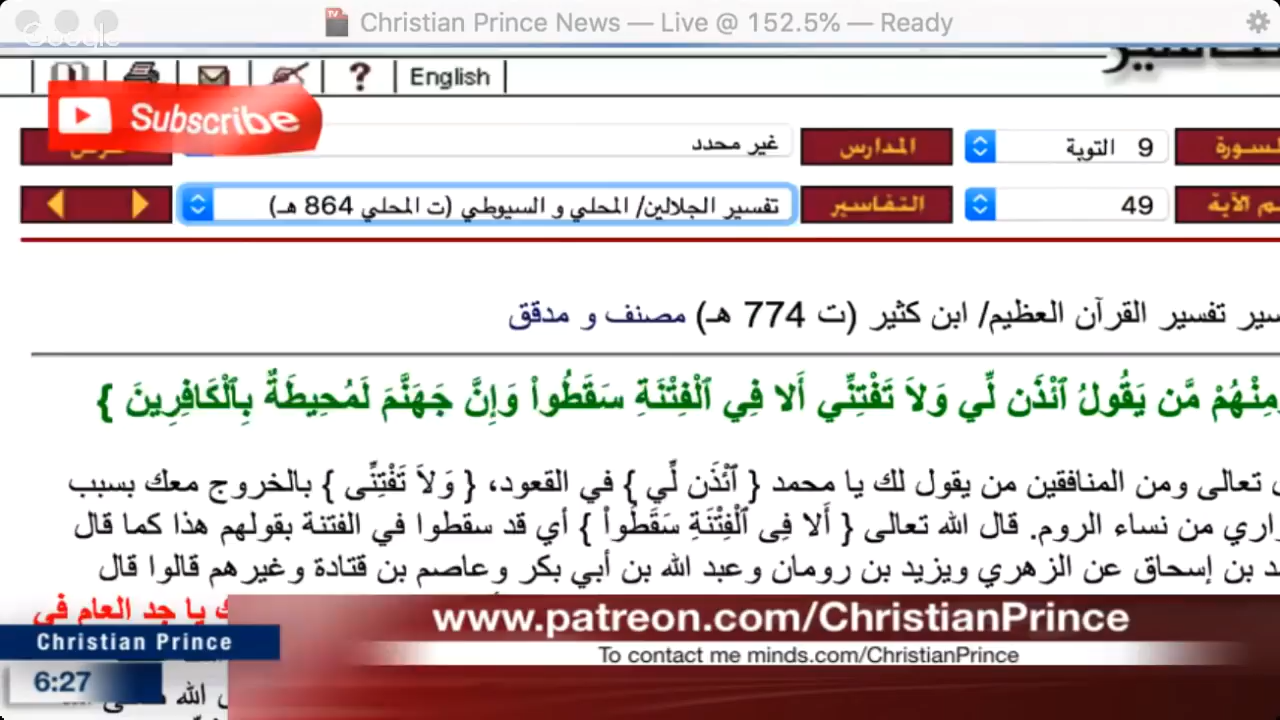 Christian Prince News — Live @ 152.5% — Ready
Google
English
Subscribe
9 التوبة المدارس غير محدد
49 التفاسير تفسير الجلالين/ المحلي و السيوطي (ت المحلي 864 هـ)
تفسير القرآن العظيم/ ابن كثير (ت 774 هـ) مصنف و مدقق
مَّن يَقُولُ ٱئْذَن لِّي وَلاَ تَفْتِنِّي أَلا فِي ٱلْفِتْنَةِ سَقَطُواْ وَإِنَّ جَهَنَّمَ لَمُحِيطَةٌ بِٱلْكَافِرِينَ }
تعالى ومن المنافقين من يقول لك يا محمد { ٱئْذَن لِّي } في القعود، { وَلاَ تَفْتِنِّى } بالخروج معك بسبب
من نساء الروم. قال الله تعالى { أَلا فِى ٱلْفِتْنَةِ سَقَطُواْ } أي قد سقطوا في الفتنة بقولهم هذا كما قال
بن إسحاق عن الزهري ويزيد بن رومان وعبد الله بن أبي بكر وعاصم بن قتادة وغيرهم قالوا قال
يا جد العام في
www.patreon.com/ChristianPrince
Christian Prince
To contact me minds.com/ChristianPrince
6:27